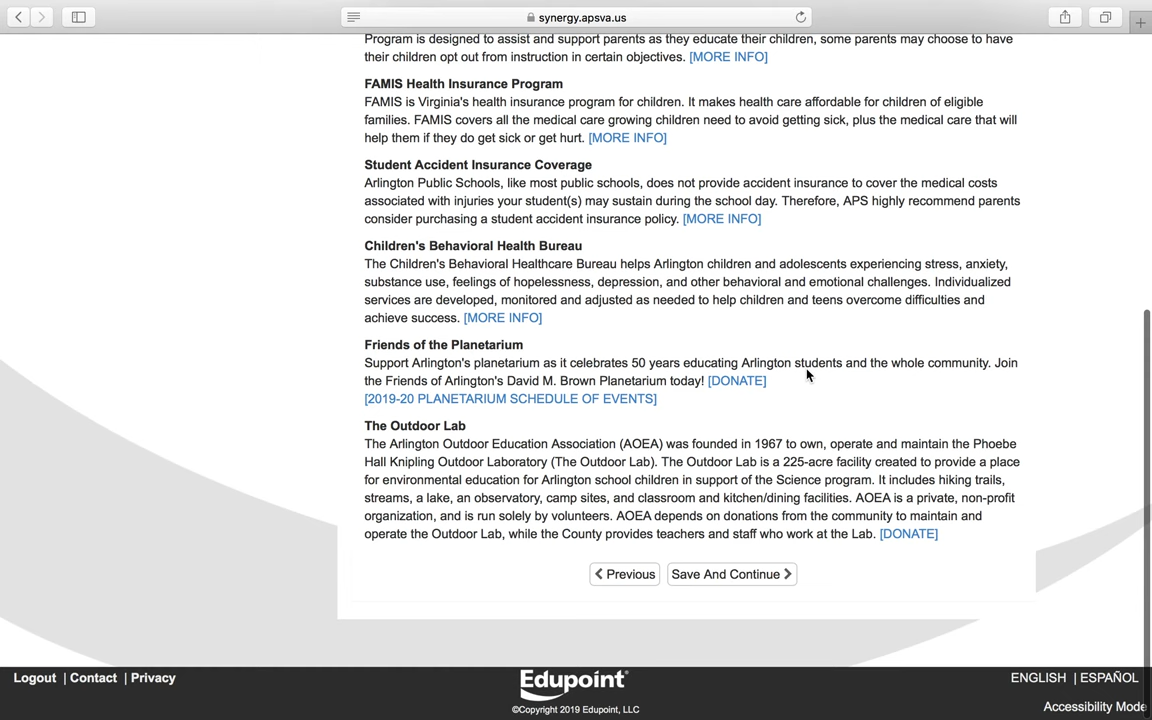 synergy.apsva.us
Program is designed to assist and support parents as they educate their children, some parents may choose to have
their children opt out from instruction in certain objectives. [MORE INFO]
FAMIS Health Insurance Program
FAMIS is Virginia's health insurance program for children. It makes health care affordable for children of eligible
families. FAMIS covers all the medical care growing children need to avoid getting sick, plus the medical care that will
help them if they do get sick or get hurt. [MORE INFO]
Student Accident Insurance Coverage
Arlington Public Schools, like most public schools, does not provide accident insurance to cover the medical costs
associated with injuries your student(s) may sustain during the school day. Therefore, APS highly recommend parents
consider purchasing a student accident insurance policy. [MORE INFO]
Children's Behavioral Health Bureau
The Children's Behavioral Healthcare Bureau helps Arlington children and adolescents experiencing stress, anxiety,
substance use, feelings of hopelessness, depression, and other behavioral and emotional challenges. Individualized
services are developed, monitored and adjusted as needed to help children and teens overcome difficulties and
achieve success. [MORE INFO]
Friends of the Planetarium
Support Arlington's planetarium as it celebrates 50 years educating Arlington students and the whole community. Join
the Friends of Arlington's David M. Brown Planetarium today! [DONATE]
[2019-20 PLANETARIUM SCHEDULE OF EVENTS]
The Outdoor Lab
The Arlington Outdoor Education Association (AOEA) was founded in 1967 to own, operate and maintain the Phoebe
Hall Knipling Outdoor Laboratory (The Outdoor Lab). The Outdoor Lab is a 225-acre facility created to provide a place
for environmental education for Arlington school children in support of the Science program. It includes hiking trails,
streams, a lake, an observatory, camp sites, and classroom and kitchen/dining facilities. AOEA is a private, non-profit
organization, and is run solely by volunteers. AOEA depends on donations from the community to maintain and
operate the Outdoor Lab, while the County provides teachers and staff who work at the Lab. [DONATE]
Previous Save And Continue
Logout | Contact | Privacy
Edupoint
©Copyright 2019 Edupoint, LLC
ENGLISH | ESPAÑOL
Accessibility Mode